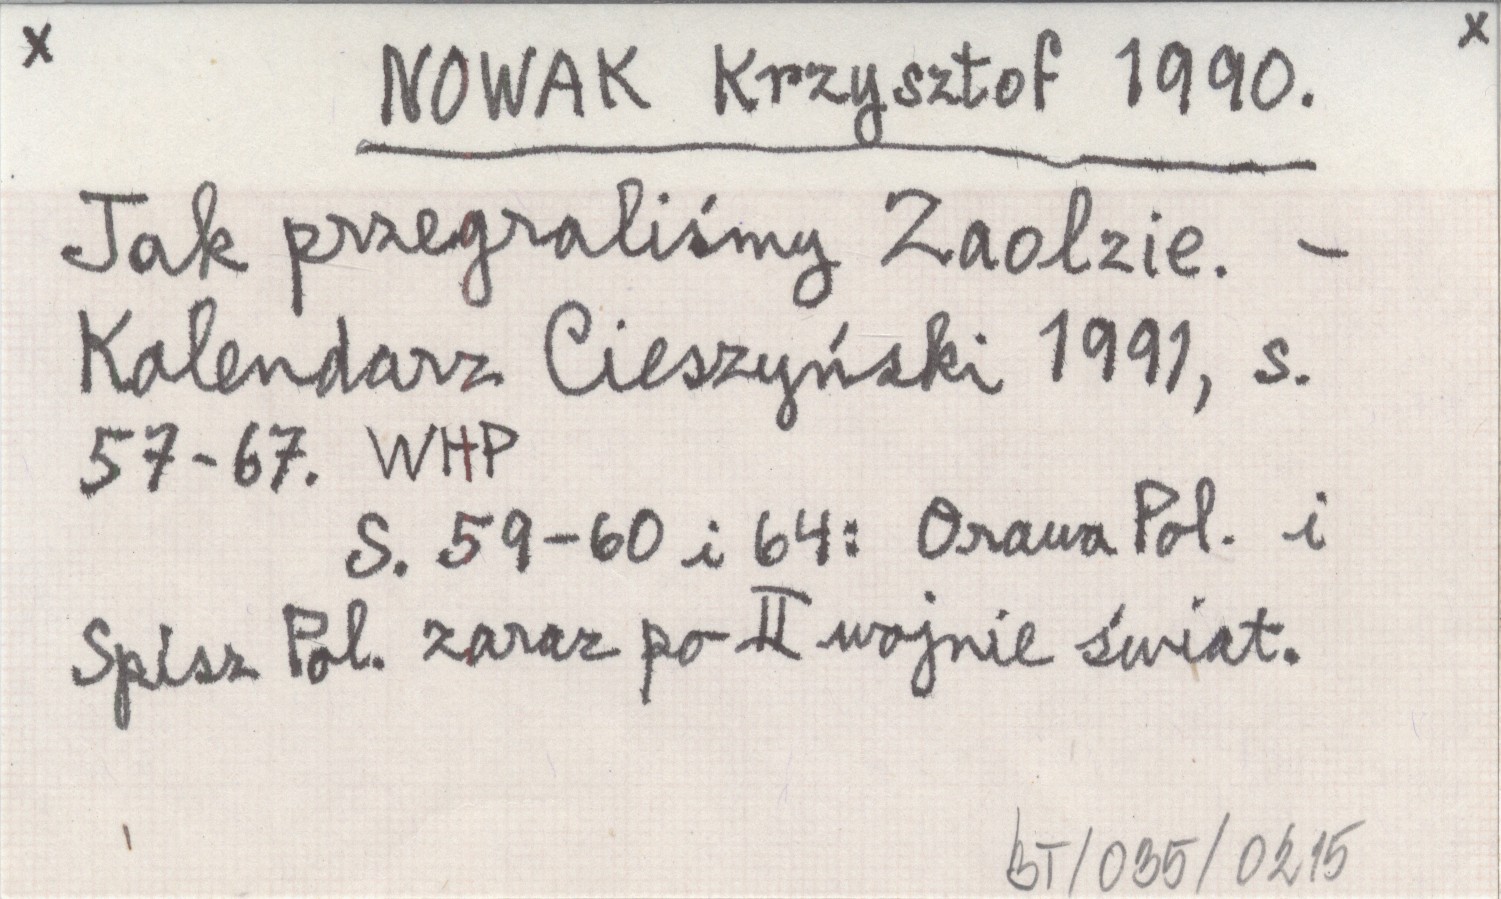 x x
NOWAK Krzysztof 1990.
Jak przegraliśmy Zaolzie. –
Kalendarz Cieszyński 1991, s.
57-67. WHP
S. 59-60 i 64: Orawa Pol. i
Spisz Pol. zaraz po II wojnie świat.
BT/035/0215